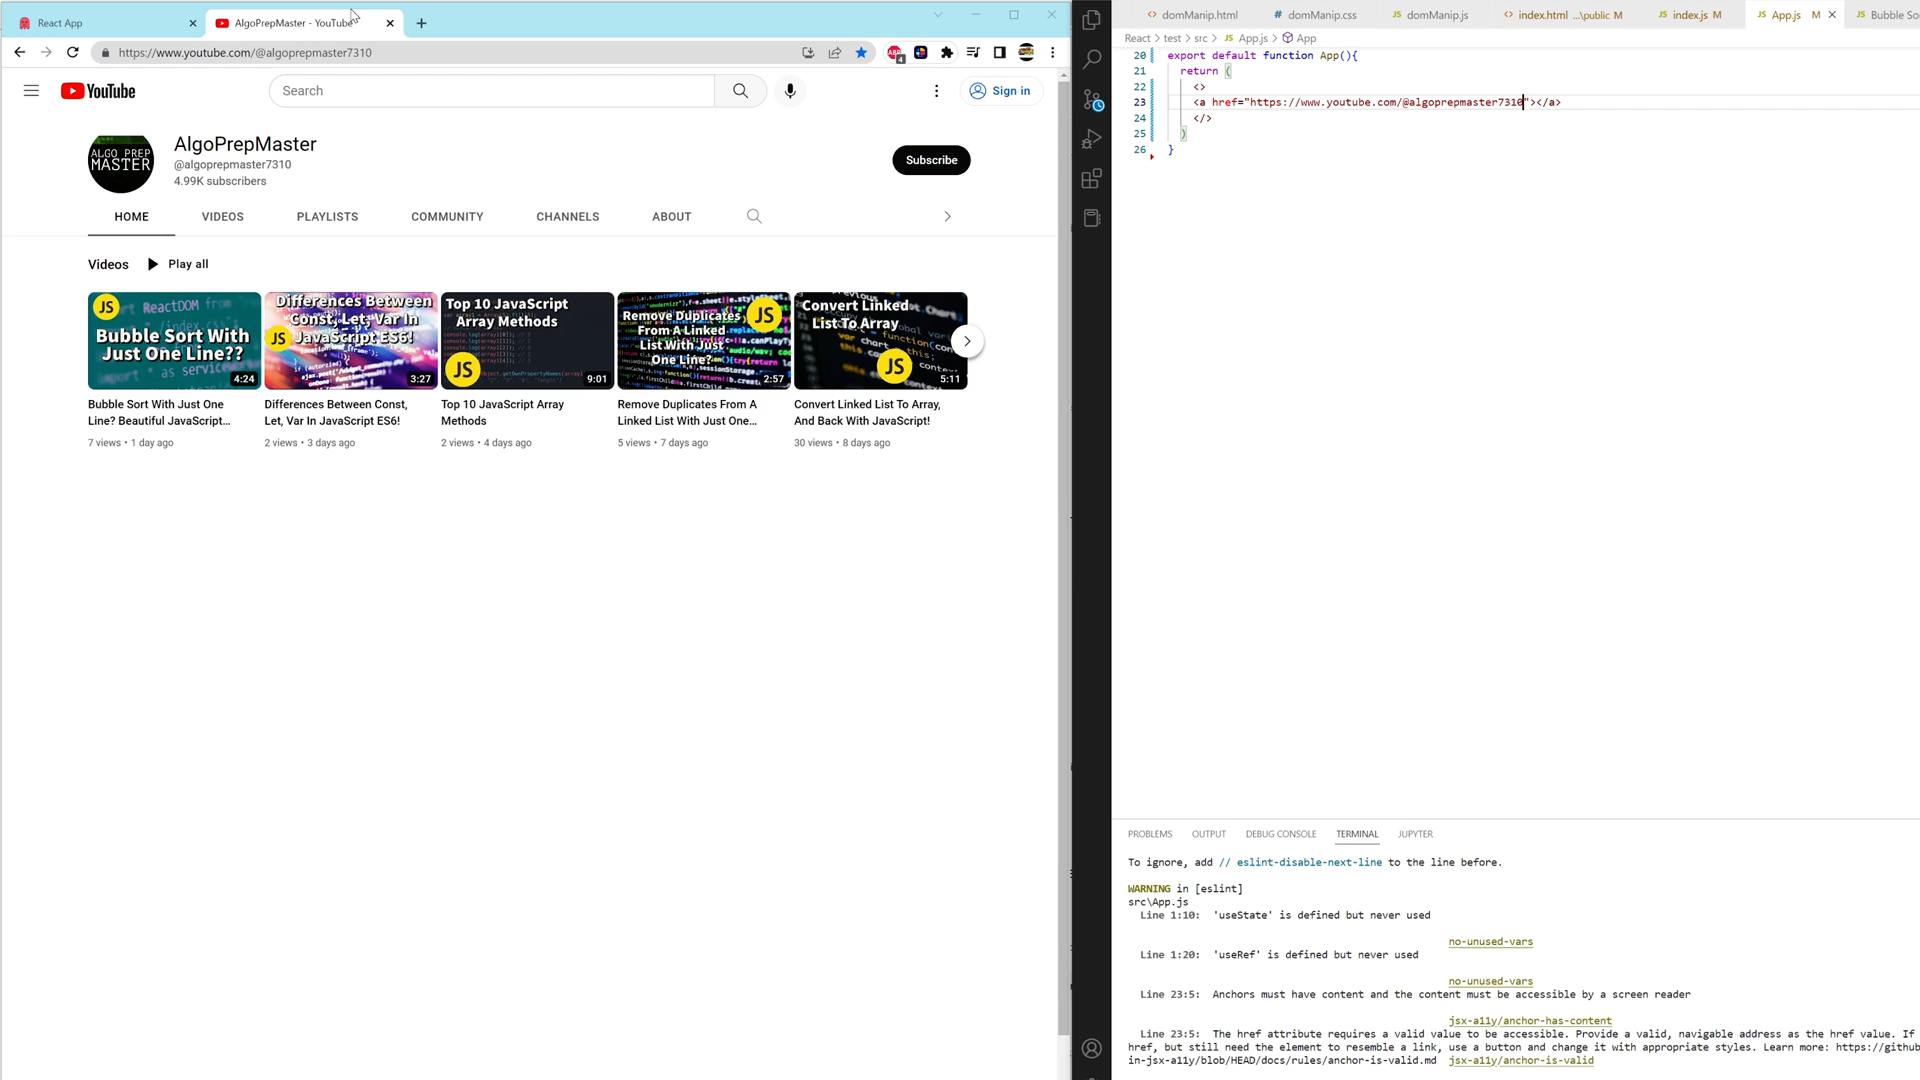 React App
AlgoPrepMaster - YouTube
https://www.youtube.com/@algoprepmaster7310
YouTube
Search
Sign in
ALGO PREP
MASTER
AlgoPrepMaster
@algoprepmaster7310
4.99K subscribers
Subscribe
HOME VIDEOS PLAYLISTS COMMUNITY CHANNELS ABOUT
Videos Play all
JS
Bubble Sort With
Just One Line??
4:24
Differences Between
Const, Let, Var In
JavaScript ES6!
JS
3:27
Top 10 JavaScript
Array Methods
JS
9:01
Remove Duplicates
From A Linked
List With Just
One Line?
JS
2:57
Convert Linked
List To Array
JS
5:11
Bubble Sort With Just One
Line? Beautiful JavaScript...
7 views • 1 day ago
Differences Between Const,
Let, Var In JavaScript ES6!
2 views • 3 days ago
Top 10 JavaScript Array
Methods
2 views • 4 days ago
Remove Duplicates From A
Linked List With Just One...
5 views • 7 days ago
Convert Linked List To Array,
And Back With JavaScript!
30 views • 8 days ago
<> domManip.html # domManip.css JS domManip.js <> index.html ...\public M JS index.js M JS App.js M JS Bubble So
React > test > src > JS App.js > App
20 export default function App(){
21 return (
22 <>
23 <a href="https://www.youtube.com/@algoprepmaster7310"></a>
24 </>
25 )
26 }
PROBLEMS OUTPUT DEBUG CONSOLE TERMINAL JUPYTER
To ignore, add // eslint-disable-next-line to the line before.
WARNING in [eslint]
src\App.js
Line 1:10: 'useState' is defined but never used
no-unused-vars
Line 1:20: 'useRef' is defined but never used
no-unused-vars
Line 23:5: Anchors must have content and the content must be accessible by a screen reader
jsx-a11y/anchor-has-content
Line 23:5: The href attribute requires a valid value to be accessible. Provide a valid, navigable address as the href value. If
href, but still need the element to resemble a link, use a button and change it with appropriate styles. Learn more: https://github
in-jsx-a11y/blob/HEAD/docs/rules/anchor-is-valid.md jsx-a11y/anchor-is-valid